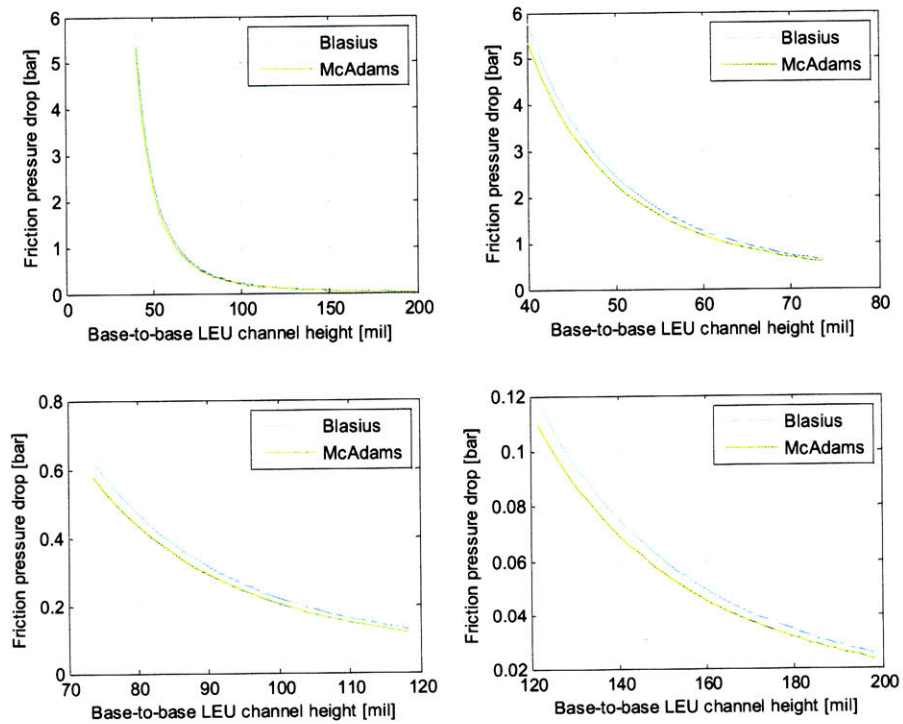 Friction pressure drop [bar]
6
5
4
3
2
1
0
Blasius
McAdams
0 50 100 150 200
Base-to-base LEU channel height [mil]
Friction pressure drop [bar]
6
5
4
3
2
1
0
Blasius
McAdams
40 50 60 70 80
Base-to-base LEU channel height [mil]
Friction pressure drop [bar]
0.8
0.6
0.4
0.2
0
Blasius
McAdams
70 80 90 100 110 120
Base-to-base LEU channel height [mil]
Friction pressure drop [bar]
0.12
0.1
0.08
0.06
0.04
0.02
Blasius
McAdams
120 140 160 180 200
Base-to-base LEU channel height [mil]